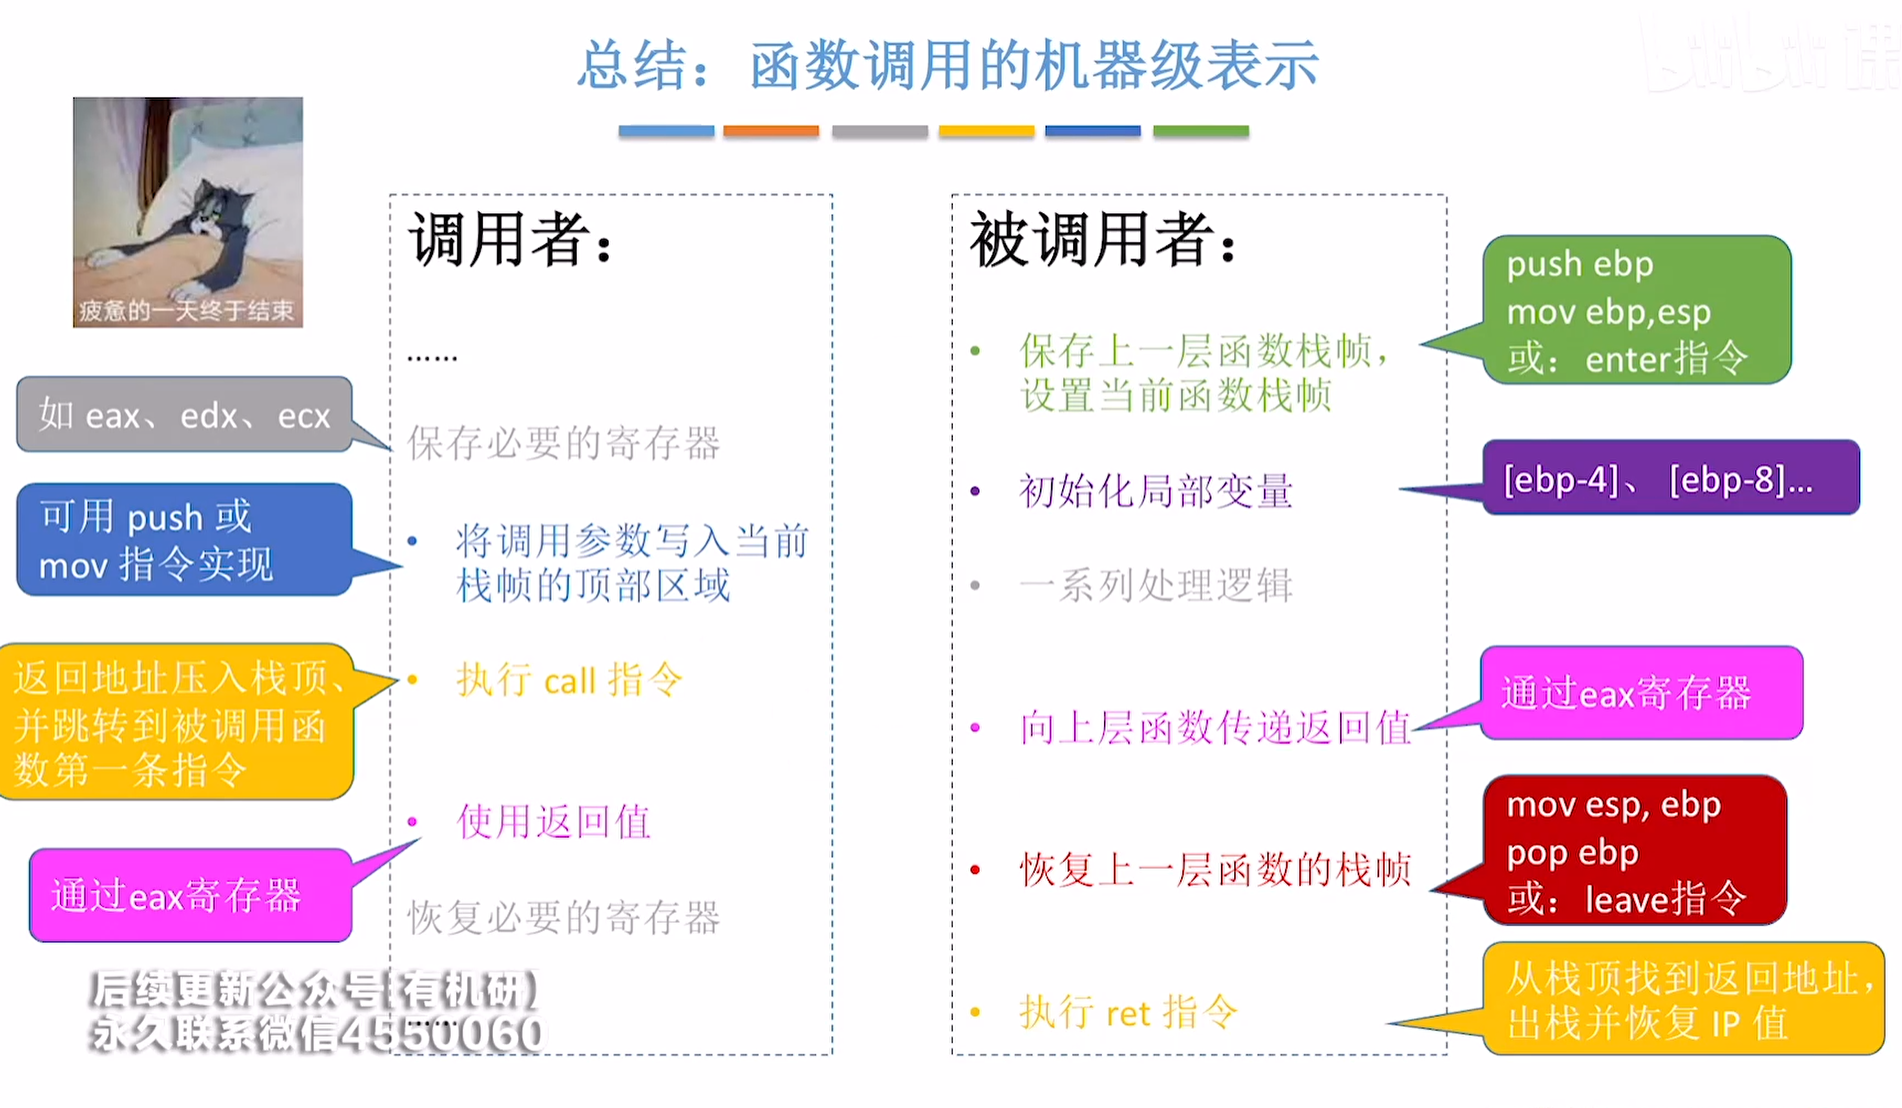 总结：函数调用的机器级表示
疲惫的一天终于结束
调用者：
……
如 eax、edx、ecx
保存必要的寄存器
可用 push 或
mov 指令实现
• 将调用参数写入当前
栈帧的顶部区域
返回地址压入栈顶、
并跳转到被调用函
数第一条指令
• 执行 call 指令
• 使用返回值
通过eax寄存器
恢复必要的寄存器
……
后续更新公众号[有机研]
永久联系微信4550060
被调用者：
• 保存上一层函数栈帧，
设置当前函数栈帧
push ebp
mov ebp,esp
或：enter指令
• 初始化局部变量
[ebp-4]、 [ebp-8]…
• 一系列处理逻辑
• 向上层函数传递返回值
通过eax寄存器
• 恢复上一层函数的栈帧
mov esp, ebp
pop ebp
或：leave指令
• 执行 ret 指令
从栈顶找到返回地址，
出栈并恢复 IP 值